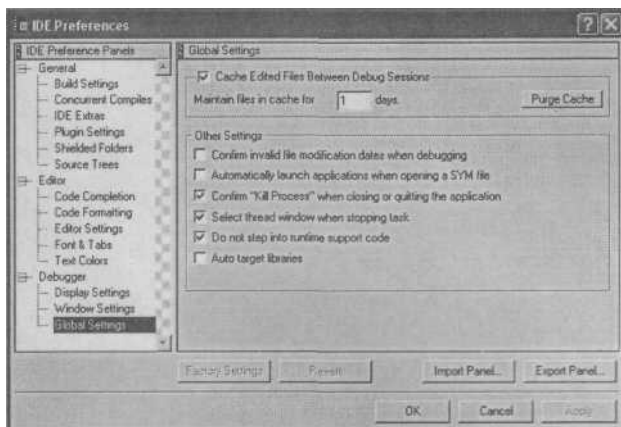 IDE Preferences
IDE Preference Panels
General
Build Settings
Concurrent Compiles
IDE Extras
Plugin Settings
Shielded Folders
Source Trees
Editor
Code Completion
Code Formatting
Editor Settings
Font & Tabs
Text Colors
Debugger
Display Settings
Window Settings
Global Settings
Global Settings
Cache Edited Files Between Debug Sessions
Maintain files in cache for 1 days.
Purge Cache
Other Settings
Confirm invalid file modification dates when debugging
Automatically launch applications when opening a SYM file
Confirm "Kill Process" when closing or quitting the application
Select thread window when stopping task
Do not step into runtime support code
Auto target libraries
Factory Settings
Revert
Import Panel...
Export Panel...
OK
Cancel
Apply